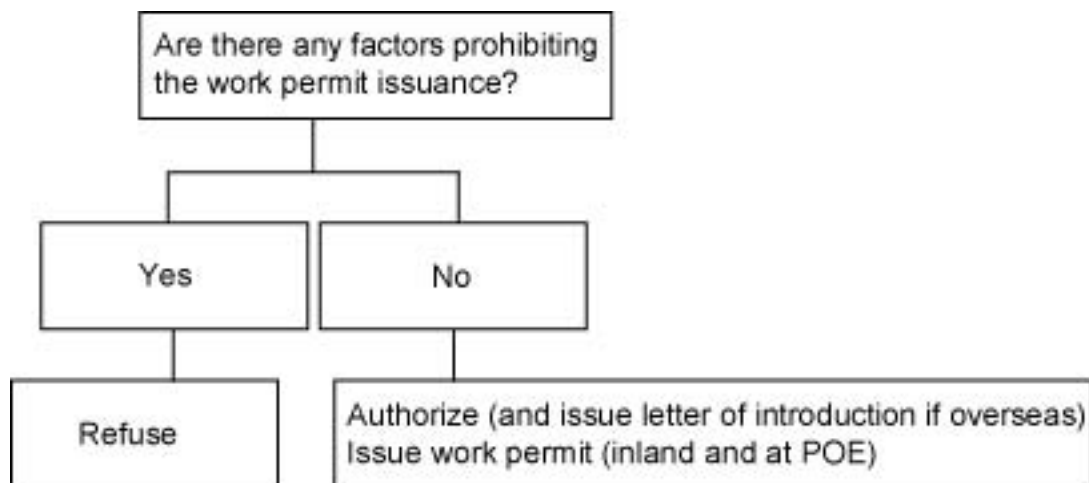 Are there any factors prohibiting
the work permit issuance?
Yes
No
Refuse
Authorize (and issue letter of introduction if overseas)
Issue work permit (inland and at POE)